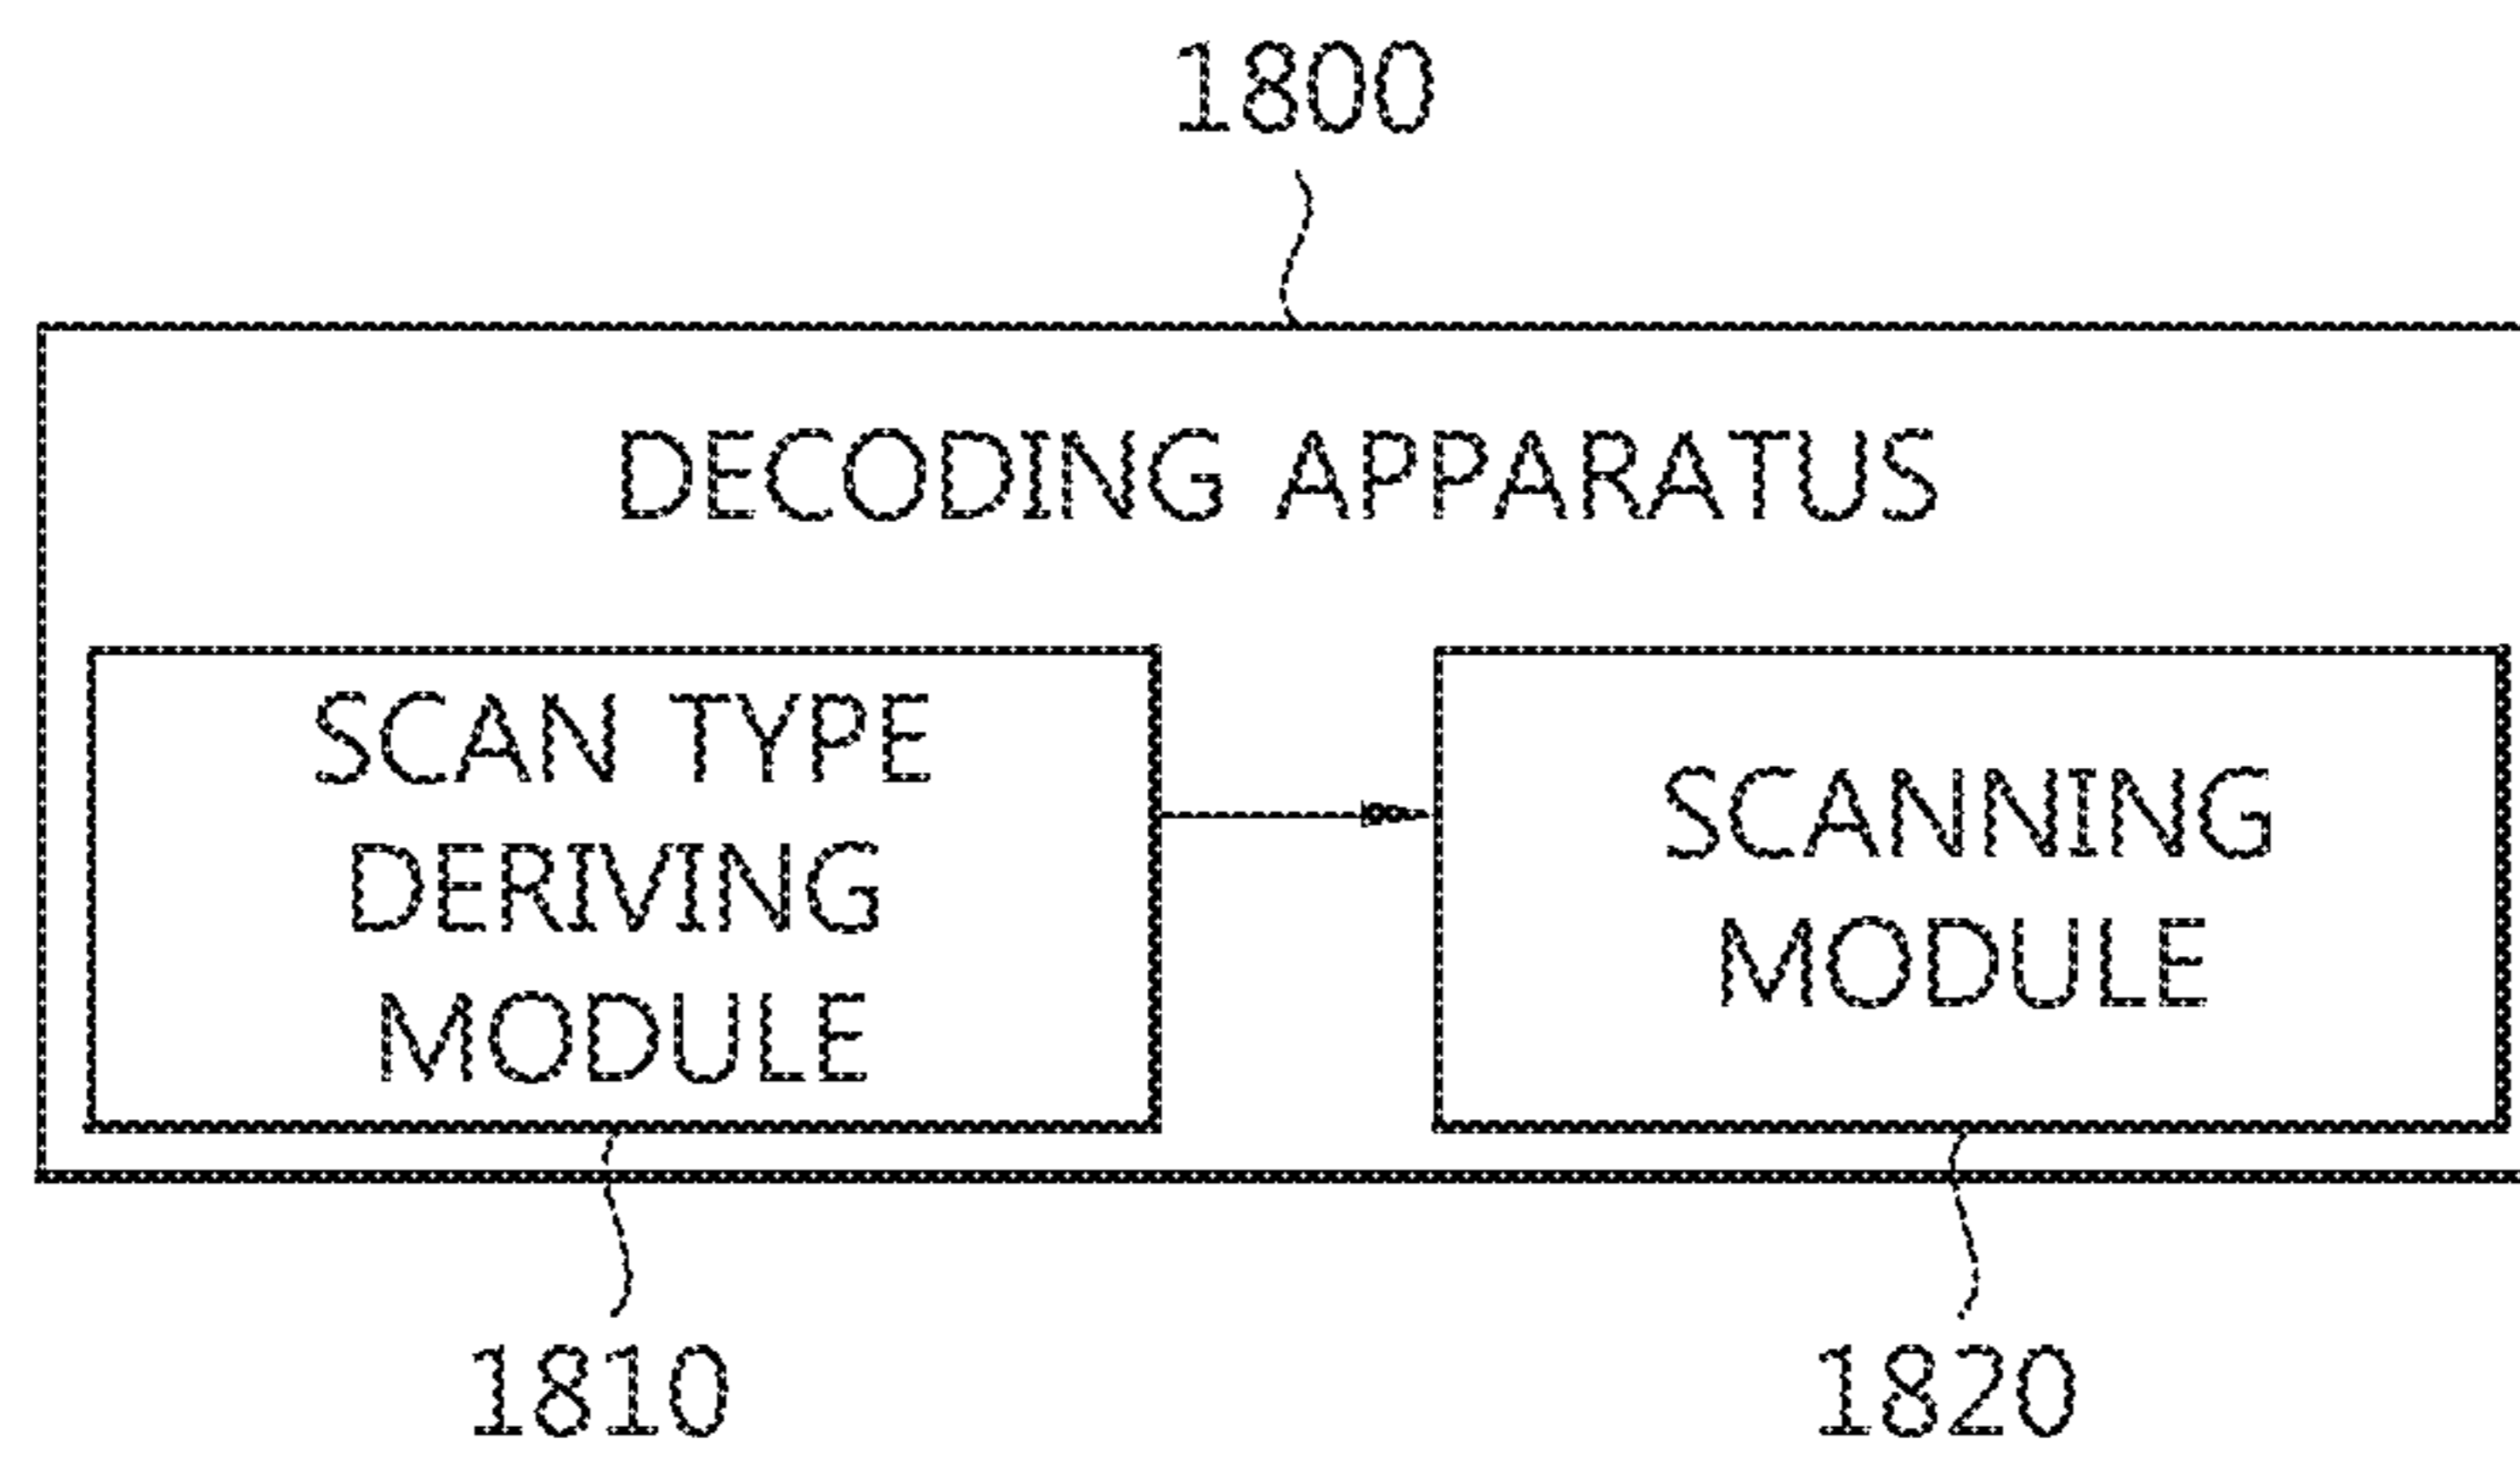 1800
DECODING APPARATUS
SCAN TYPE
DERIVING
MODULE
SCANNING
MODULE
1810
1820